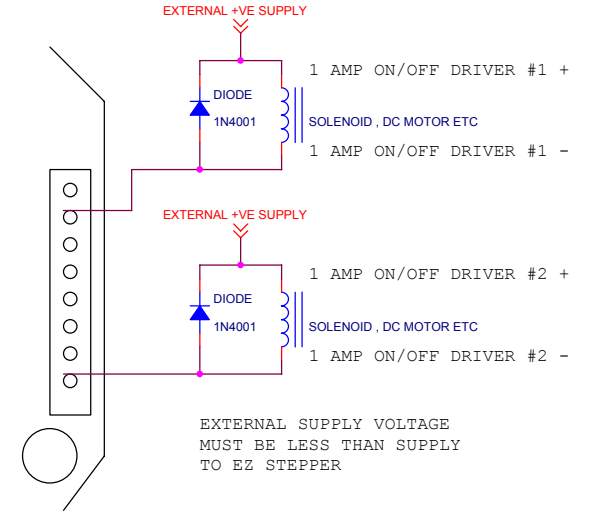 EXTERNAL +VE SUPPLY
1 AMP ON/OFF DRIVER #1 +
DIODE
1N4001
SOLENOID , DC MOTOR ETC
1 AMP ON/OFF DRIVER #1 -
EXTERNAL +VE SUPPLY
1 AMP ON/OFF DRIVER #2 +
DIODE
1N4001
SOLENOID , DC MOTOR ETC
1 AMP ON/OFF DRIVER #2 -
EXTERNAL SUPPLY VOLTAGE
MUST BE LESS THAN SUPPLY
TO EZ STEPPER